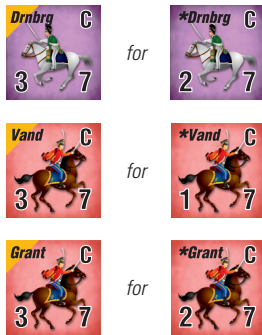 Drnbrg C for *Drnbrg C
3 7 2 7
Vand C for *Vand C
3 7 1 7
Grant C for *Grant C
3 7 2 7